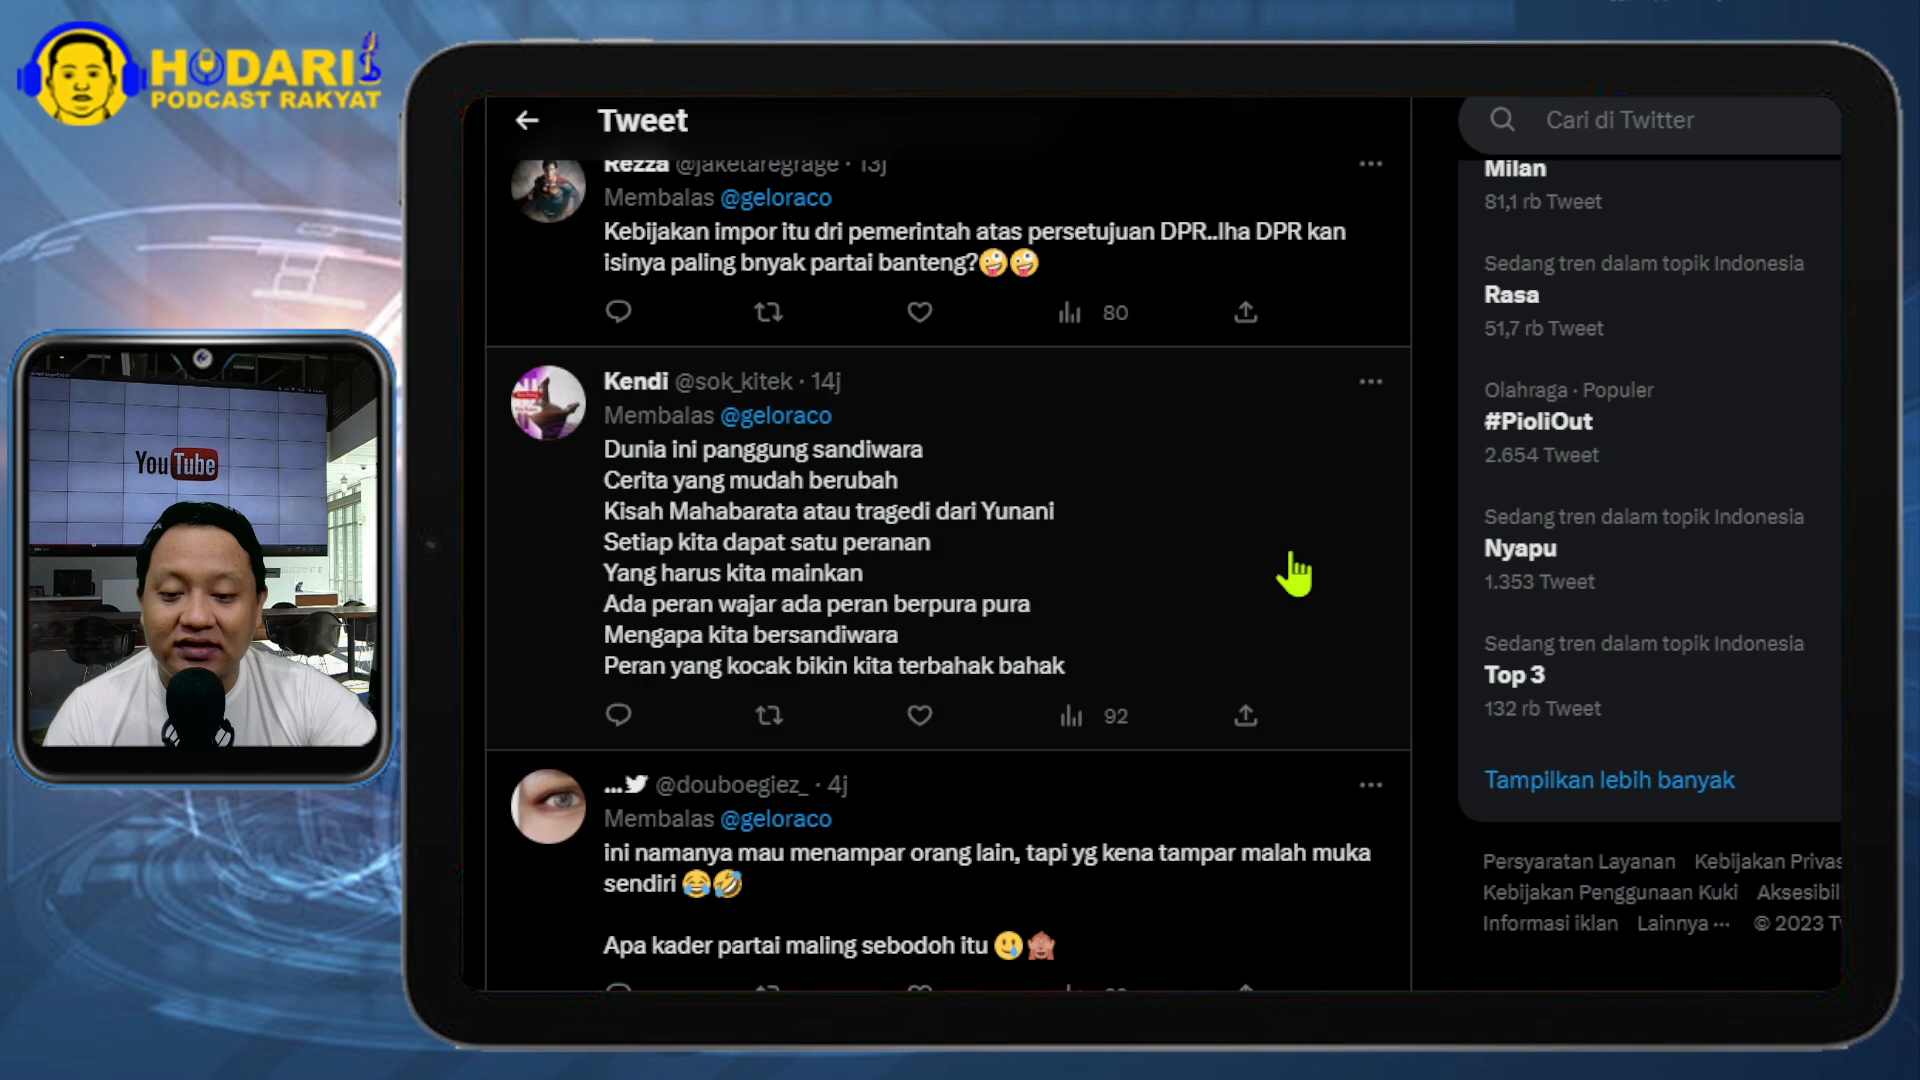 HODARI
PODCAST RAKYAT
YouTube
Tweet
Rezza @jaketaregrage · 13j
Membalas @geloraco
Kebijakan impor itu dri pemerintah atas persetujuan DPR..lha DPR kan
isinya paling bnyak partai banteng?🤪🤪
80
Kendi @sok_kitek · 14j
Membalas @geloraco
Dunia ini panggung sandiwara
Cerita yang mudah berubah
Kisah Mahabarata atau tragedi dari Yunani
Setiap kita dapat satu peranan
Yang harus kita mainkan
Ada peran wajar ada peran berpura pura
Mengapa kita bersandiwara
Peran yang kocak bikin kita terbahak bahak
92
... @douboegiez_ · 4j
Membalas @geloraco
ini namanya mau menampar orang lain, tapi yg kena tampar malah muka
sendiri 😂🤣
Apa kader partai maling sebodoh itu 🥲🙈
Cari di Twitter
Milan
81,1 rb Tweet
Sedang tren dalam topik Indonesia
Rasa
51,7 rb Tweet
Olahraga · Populer
#PioliOut
2.654 Tweet
Sedang tren dalam topik Indonesia
Nyapu
1.353 Tweet
Sedang tren dalam topik Indonesia
Top 3
132 rb Tweet
Tampilkan lebih banyak
Persyaratan Layanan Kebijakan Privas
Kebijakan Penggunaan Kuki Aksesibil
Informasi iklan Lainnya ··· © 2023 T